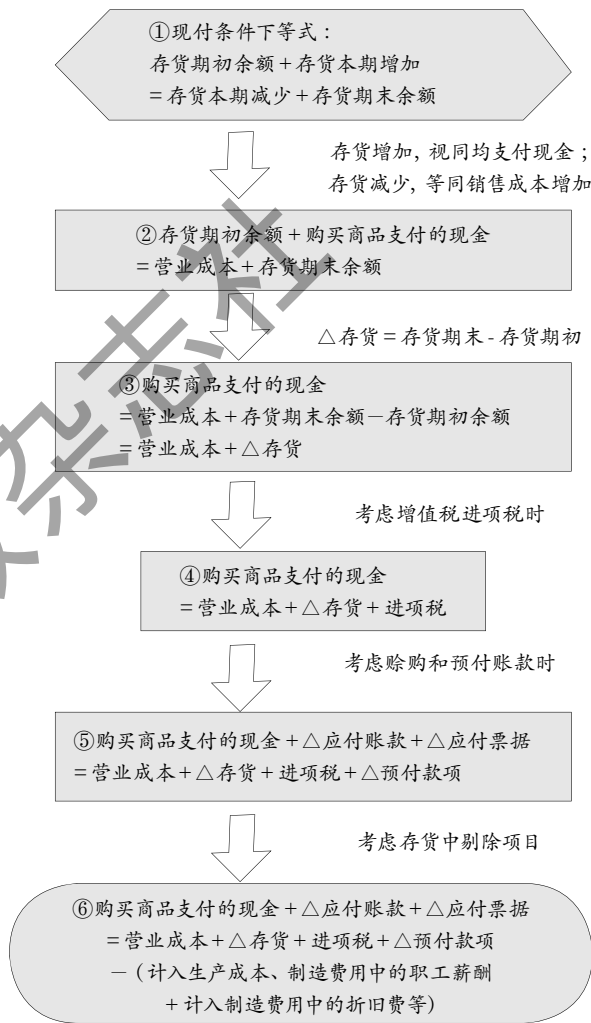 ①现付条件下等式：
存货期初余额+存货本期增加
=存货本期减少+存货期末余额
存货增加, 视同均支付现金；
存货减少, 等同销售成本增加
②存货期初余额+购买商品支付的现金
=营业成本+存货期末余额
△存货=存货期末-存货期初
③购买商品支付的现金
=营业成本+存货期末余额－存货期初余额
=营业成本+△存货
考虑增值税进项税时
④购买商品支付的现金
=营业成本+△存货+进项税
考虑赊购和预付账款时
⑤购买商品支付的现金+△应付账款+△应付票据
=营业成本+△存货+进项税+△预付款项
考虑存货中剔除项目
⑥购买商品支付的现金+△应付账款+△应付票据
=营业成本+△存货+进项税+△预付款项
－(计入生产成本、制造费用中的职工薪酬
+计入制造费用中的折旧费等)
杂志社